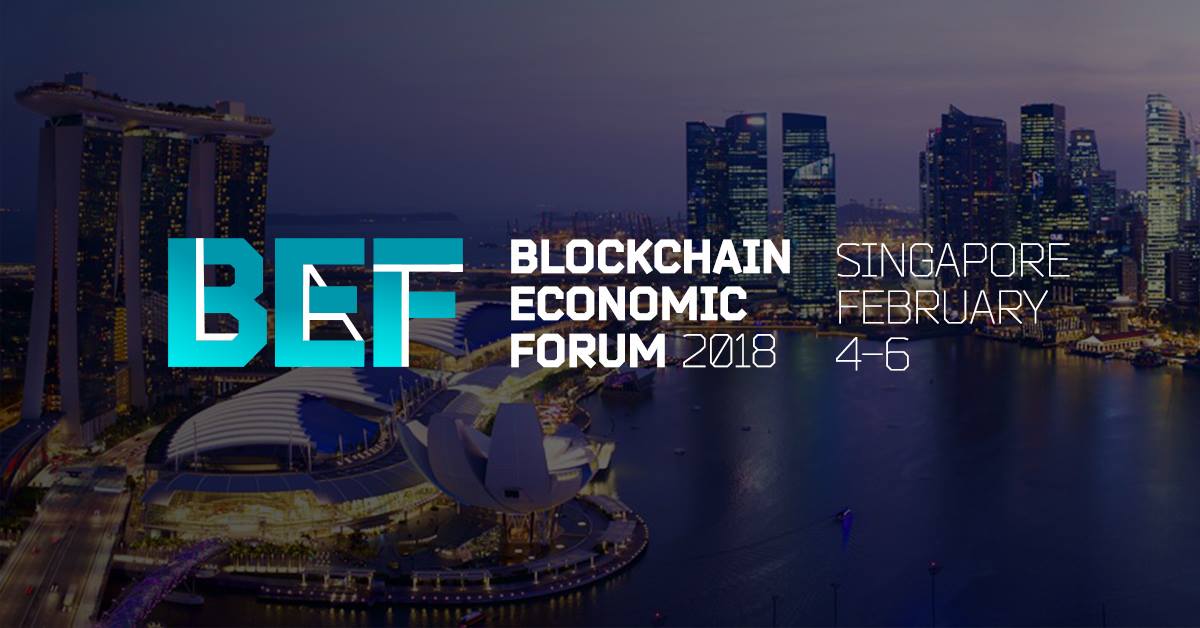 BEF
BLOCKCHAIN
ECONOMIC
FORUM 2018
SINGAPORE
FEBRUARY
4–6